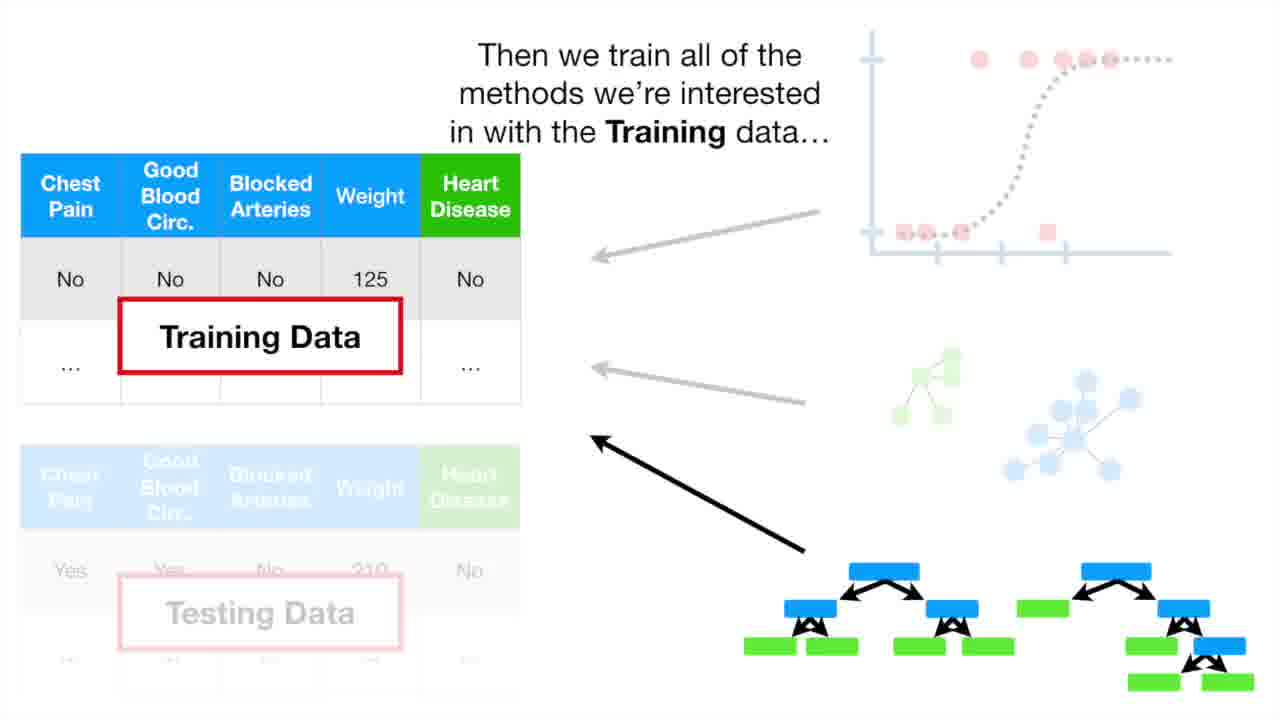 Then we train all of the
methods we're interested
in with the Training data…
Chest Pain Good Blood Circ. Blocked Arteries Weight Heart Disease
No No No 125 No
Training Data
… …
Chest Pain Good Blood Circ. Blocked Arteries Weight Heart Disease
Yes Yes No 210 No
Testing Data